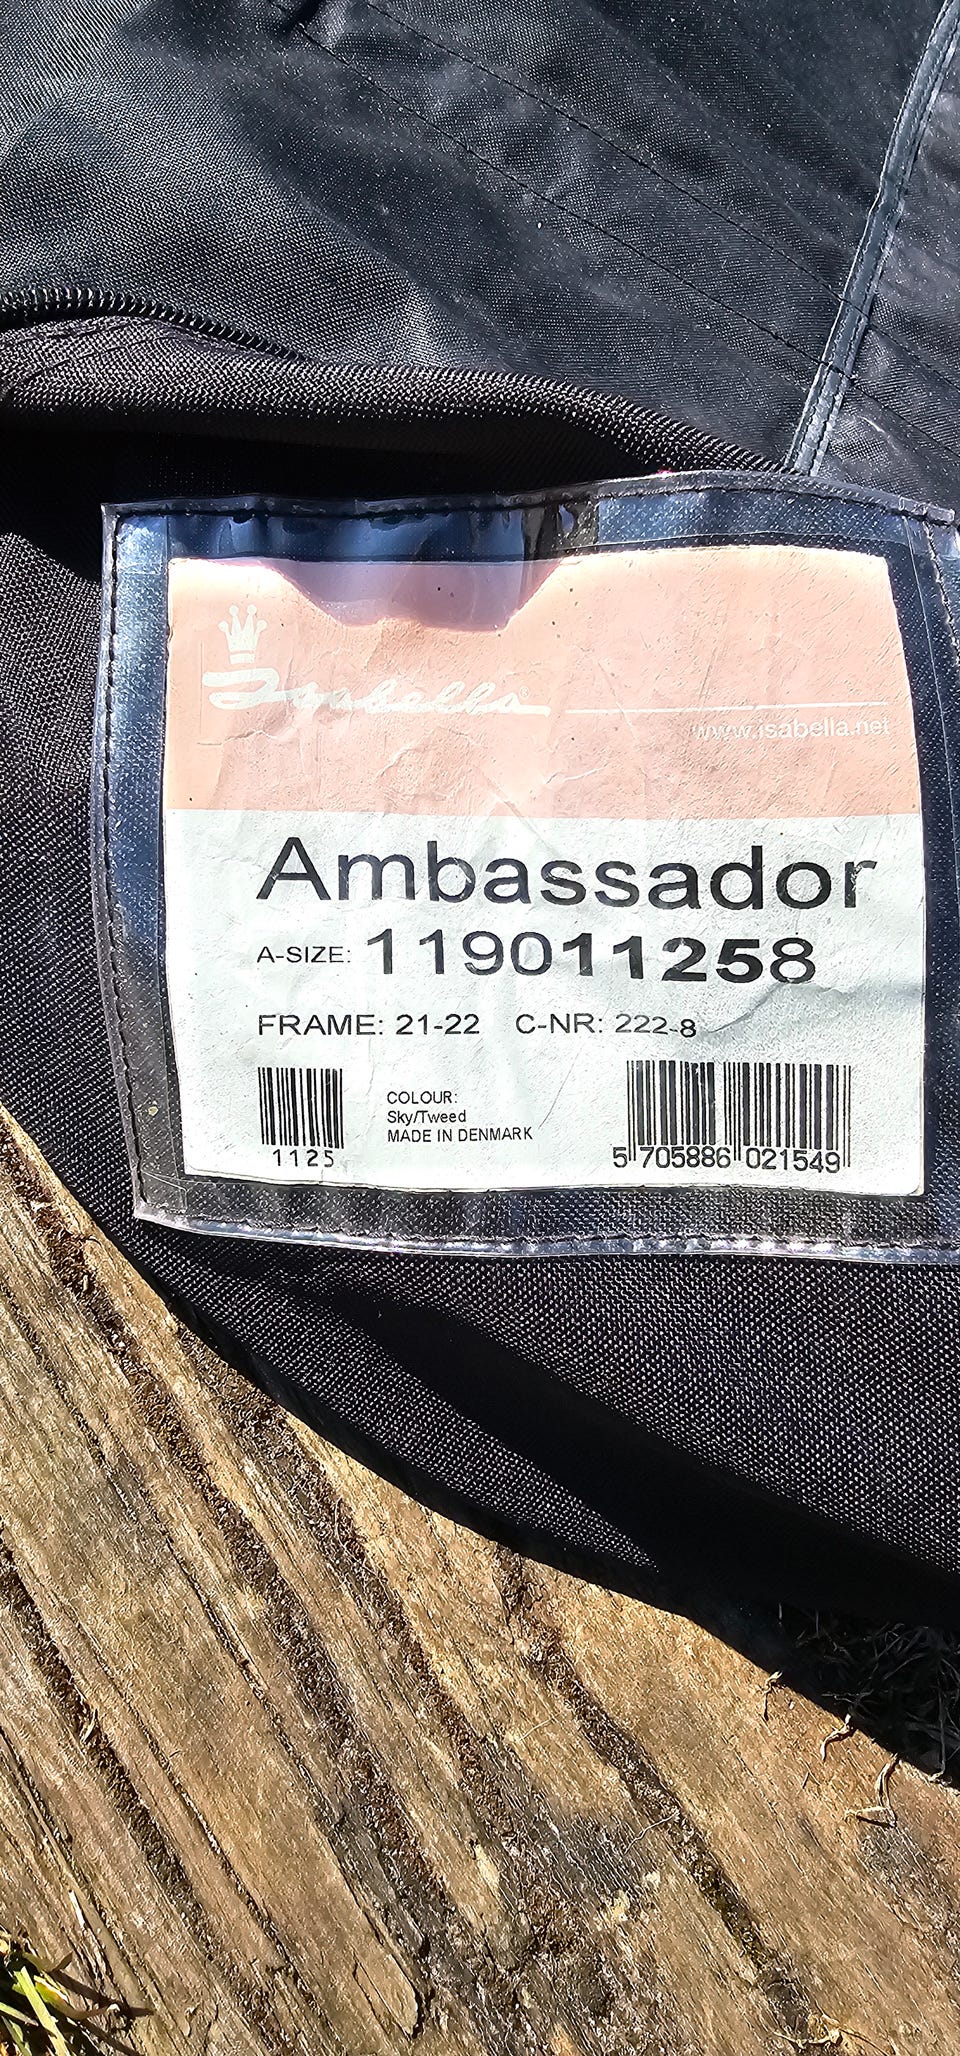 Isabella®
www.isabella.net
Ambassador
A-SIZE: 119011258
FRAME: 21-22 C-NR: 222-8
COLOUR:
Sky/Tweed
MADE IN DENMARK
1125
5 705886 021549